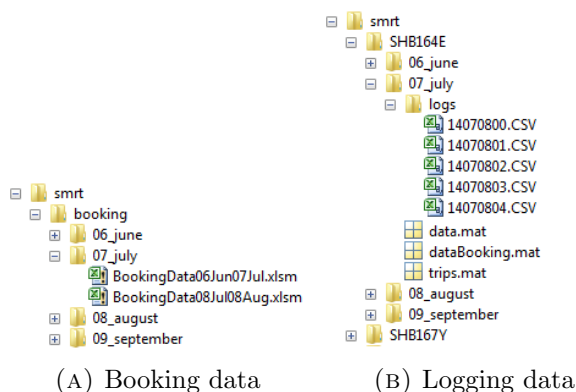 smrt
booking
06_june
07_july
BookingData06Jun07Jul.xlsm
BookingData08Jul08Aug.xlsm
08_august
09_september
(A) Booking data
smrt
SHB164E
06_june
07_july
logs
14070800.CSV
14070801.CSV
14070802.CSV
14070803.CSV
14070804.CSV
data.mat
dataBooking.mat
trips.mat
08_august
09_september
SHB167Y
(B) Logging data